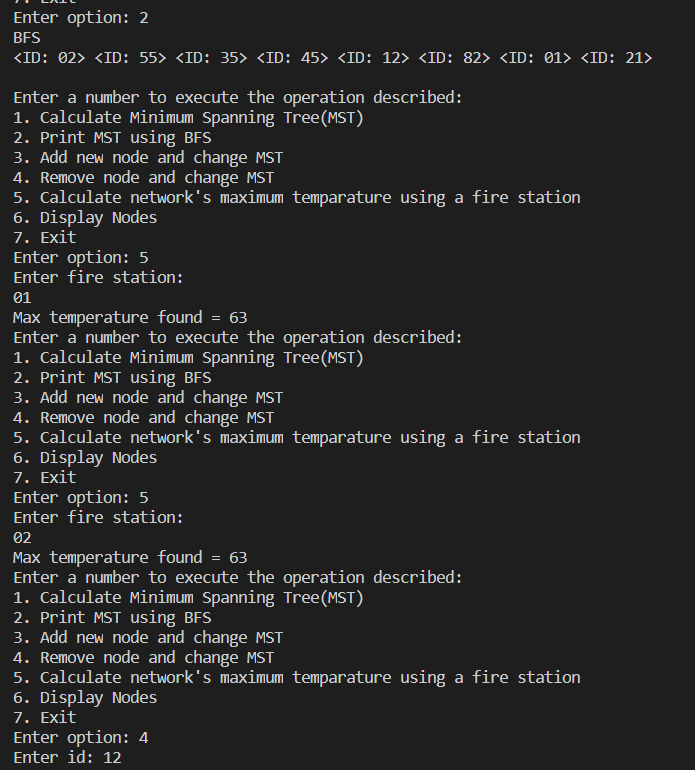 7. Exit
Enter option: 2
BFS
<ID: 02> <ID: 55> <ID: 35> <ID: 45> <ID: 12> <ID: 82> <ID: 01> <ID: 21>
Enter a number to execute the operation described:
1. Calculate Minimum Spanning Tree(MST)
2. Print MST using BFS
3. Add new node and change MST
4. Remove node and change MST
5. Calculate network's maximum temparature using a fire station
6. Display Nodes
7. Exit
Enter option: 5
Enter fire station:
01
Max temperature found = 63
Enter a number to execute the operation described:
1. Calculate Minimum Spanning Tree(MST)
2. Print MST using BFS
3. Add new node and change MST
4. Remove node and change MST
5. Calculate network's maximum temparature using a fire station
6. Display Nodes
7. Exit
Enter option: 5
Enter fire station:
02
Max temperature found = 63
Enter a number to execute the operation described:
1. Calculate Minimum Spanning Tree(MST)
2. Print MST using BFS
3. Add new node and change MST
4. Remove node and change MST
5. Calculate network's maximum temparature using a fire station
6. Display Nodes
7. Exit
Enter option: 4
Enter id: 12